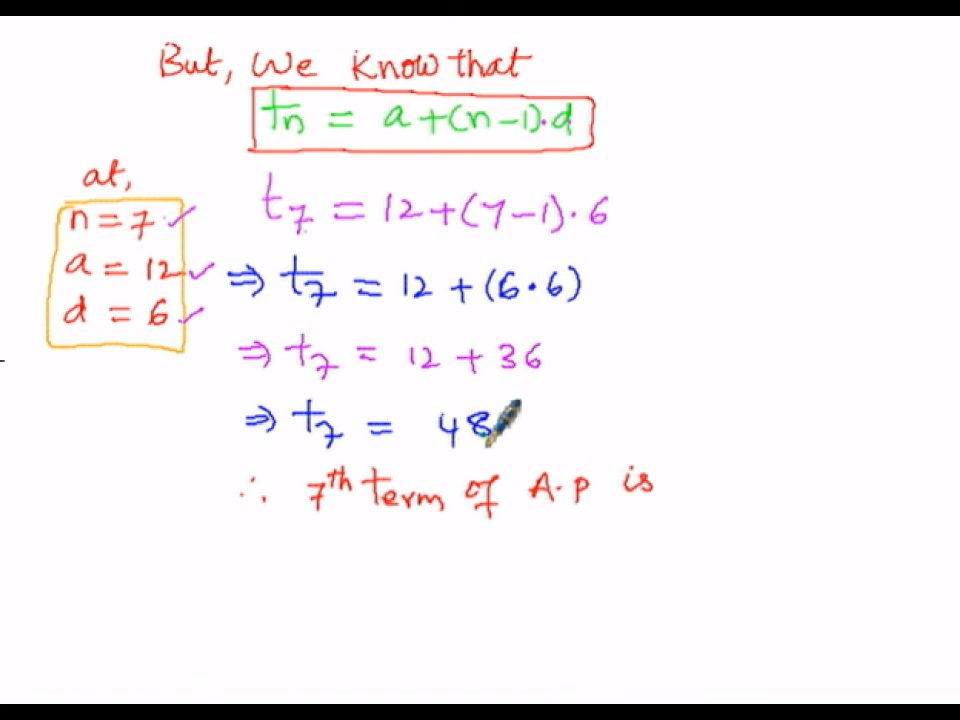 But, We know that
tn = a+(n-1).d
at,
n = 7
a = 12
d = 6
t7 = 12+(7-1).6
⇒ t7 = 12 + (6.6)
⇒ t7 = 12 + 36
⇒ t7 = 48
∴ 7th term of A.P is